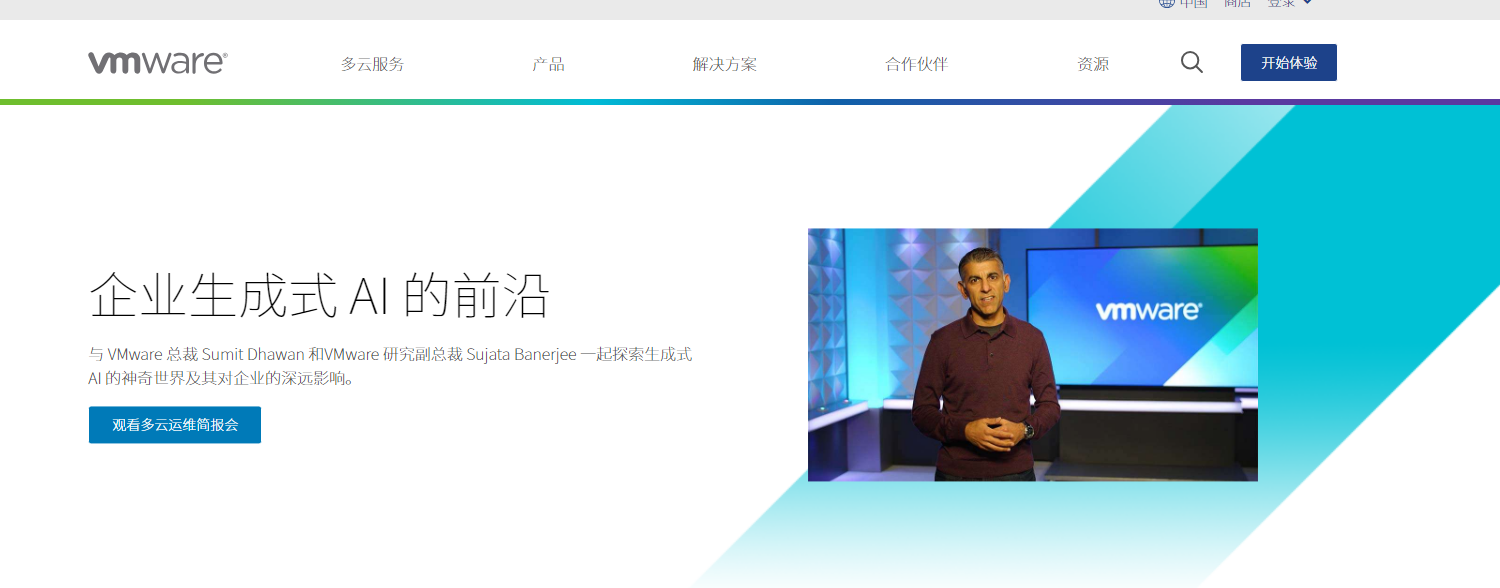 中国 商店 登录
vmware®
多云服务 产品 解决方案 合作伙伴 资源 开始体验
企业生成式 AI 的前沿
与 VMware 总裁 Sumit Dhawan 和VMware 研究副总裁 Sujata Banerjee 一起探索生成式
AI 的神奇世界及其对企业的深远影响。
观看多云运维简报会
vmware®